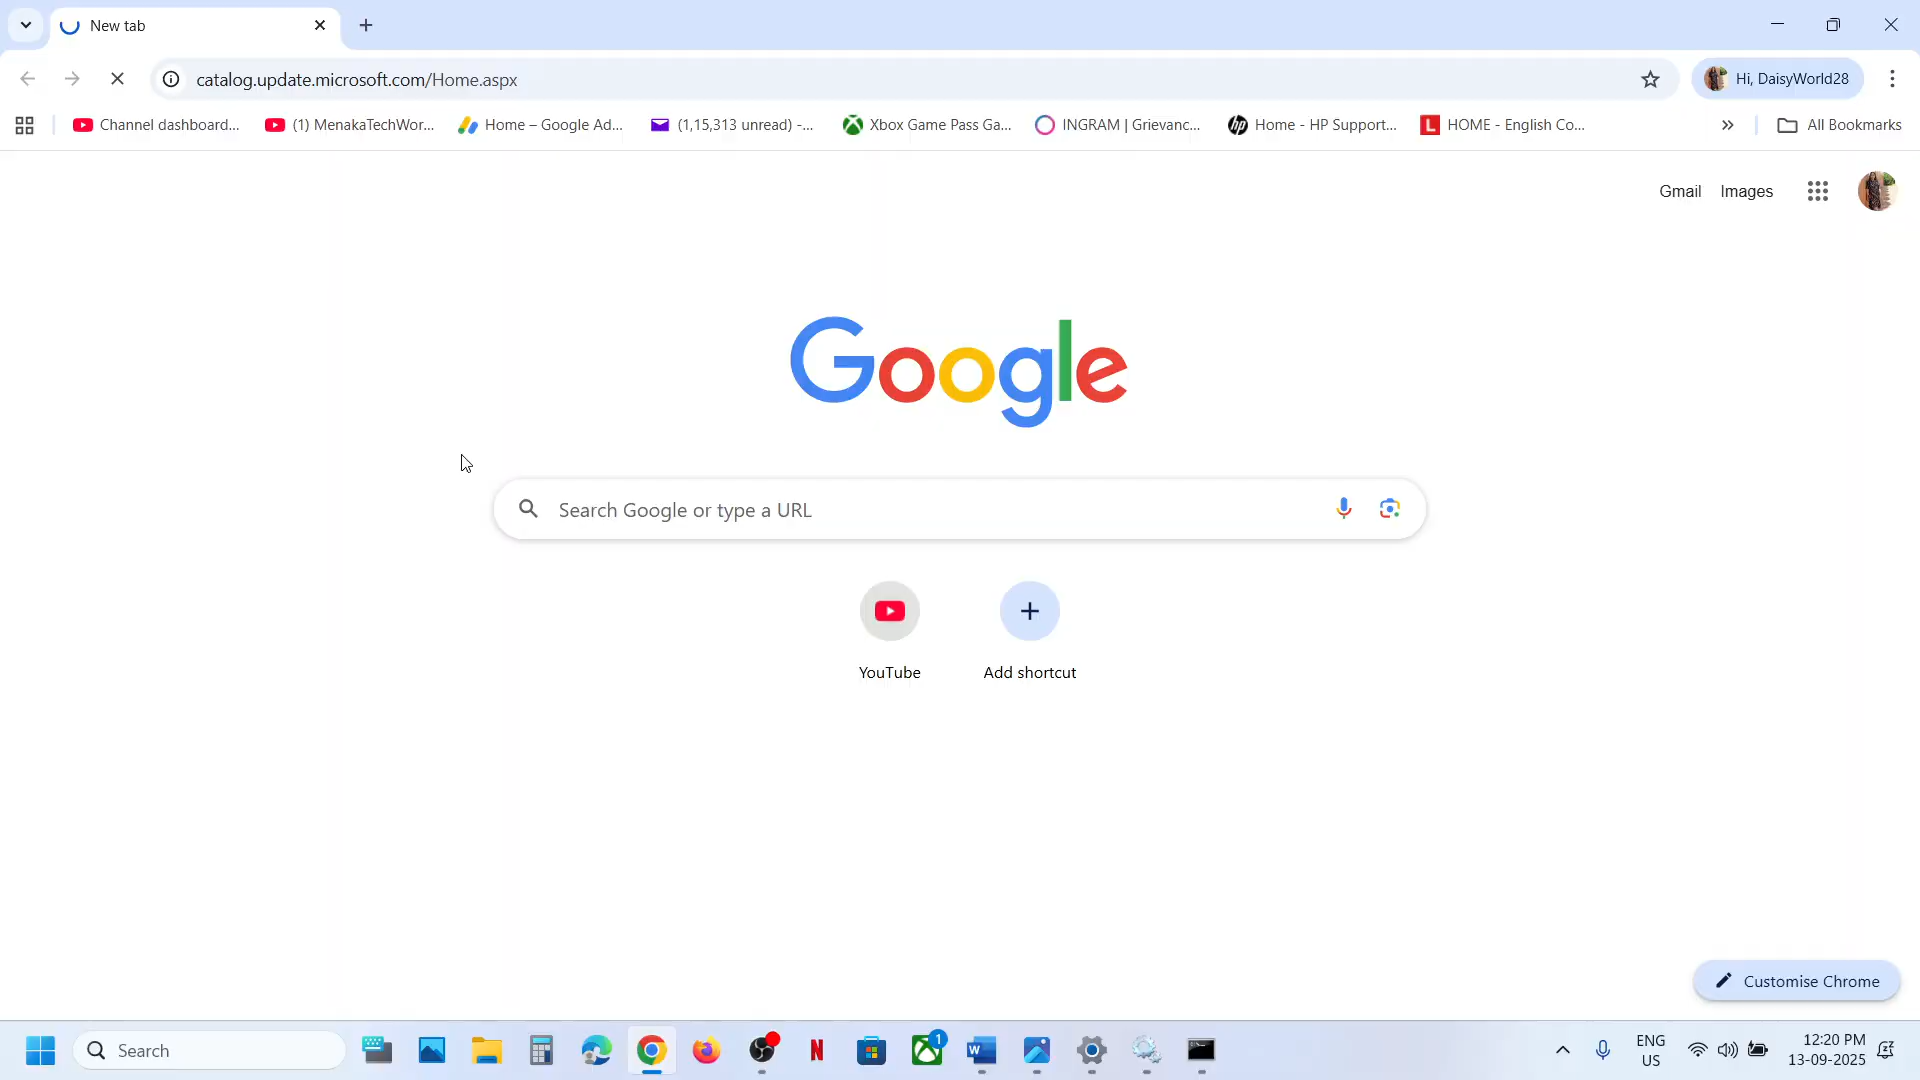 New tab
catalog.update.microsoft.com/Home.aspx
Hi, DaisyWorld28
Channel dashboard...
(1) MenakaTechWor...
Home – Google Ad...
(1,15,313 unread) -...
Xbox Game Pass Ga...
INGRAM | Grievanc...
hp
Home - HP Support...
L
HOME - English Co...
All Bookmarks
Gmail
Images
Google
Search Google or type a URL
YouTube
Add shortcut
Customise Chrome
Search
N
1
W
ENG
US
12:20 PM
13-09-2025